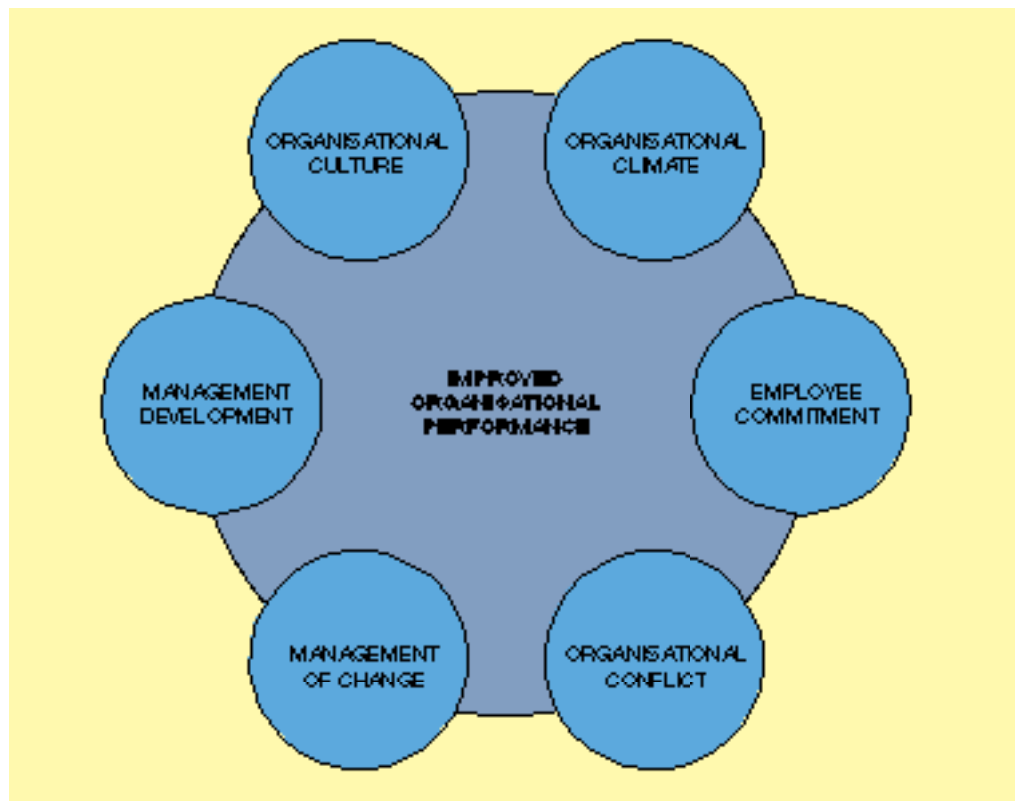 ORGANISATIONAL
CULTURE
ORGANISATIONAL
CLIMATE
MANAGEMENT
DEVELOPMENT
IMPROVED
ORGANISATIONAL
PERFORMANCE
EMPLOYEE
COMMITMENT
MANAGEMENT
OF CHANGE
ORGANISATIONAL
CONFLICT